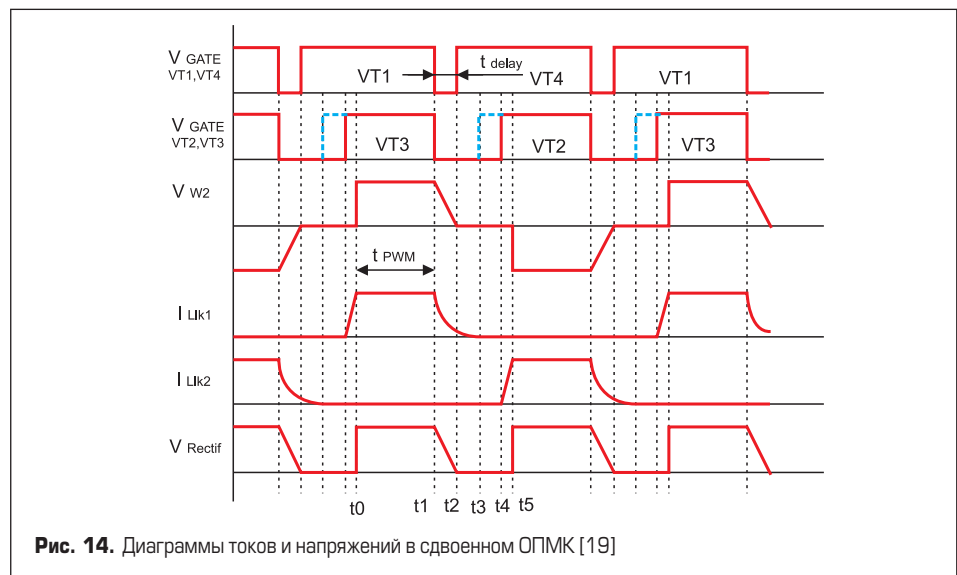 V GATE
VT1,VT4
VT1
t delay
VT4
VT1
V GATE
VT2,VT3
VT3
VT2
VT3
V W2
t PWM
I Llk1
I Llk2
V Rectif
t0 t1 t2 t3 t4 t5
Рис. 14. Диаграммы токов и напряжений в сдвоенном ОПМК [19]